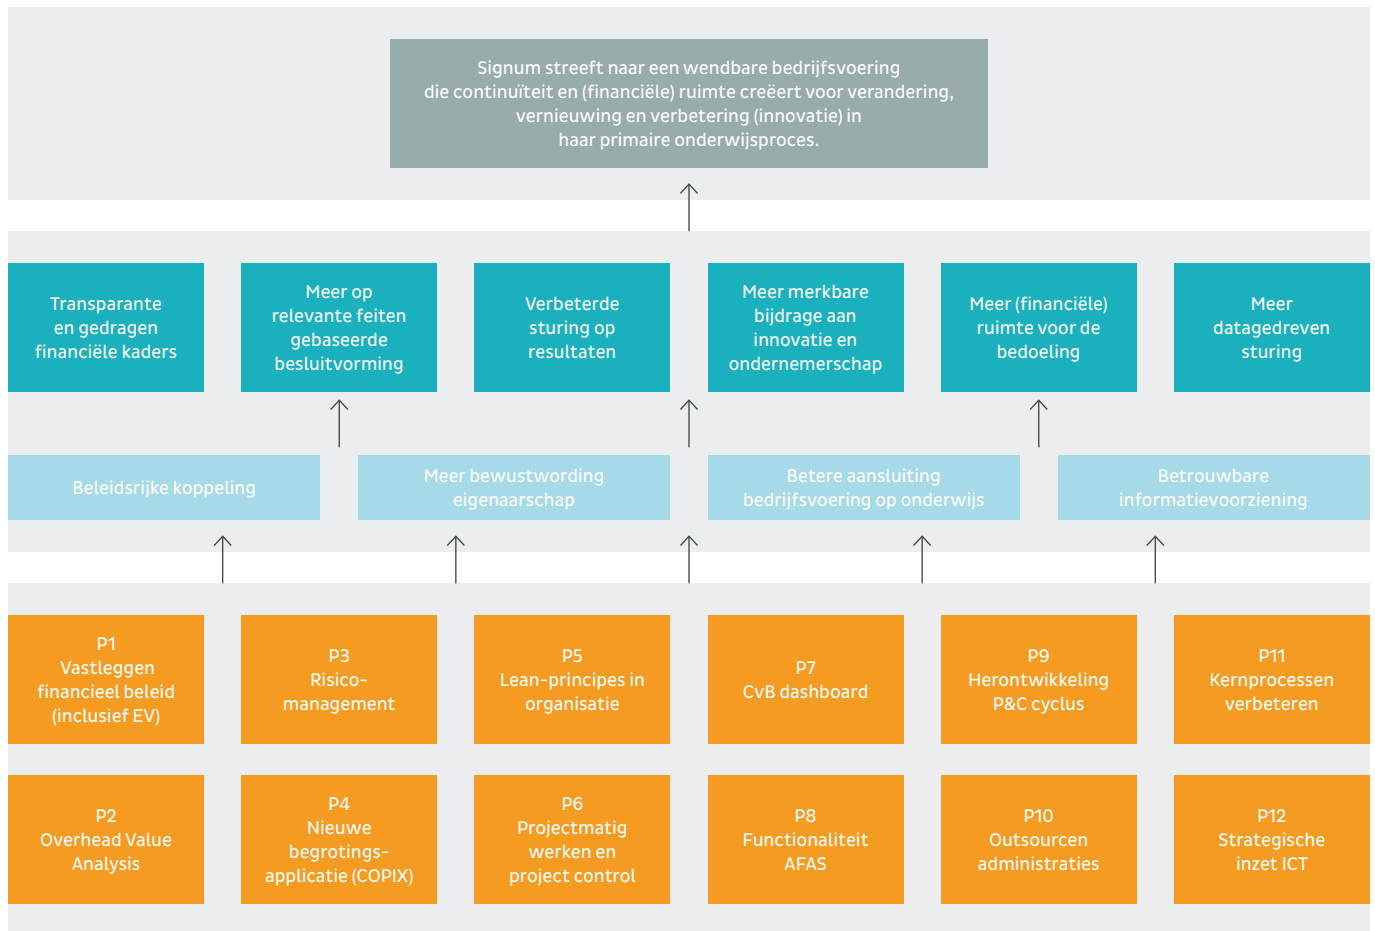 Signum streeft naar een wendbare bedrijfsvoering
die continuïteit en (financiële) ruimte creëert voor verandering,
vernieuwing en verbetering (innovatie) in
haar primaire onderwijsproces.
Transparante
en gedragen
financiële kaders
Meer op
relevante feiten
gebaseerde
besluitvorming
Verbeterde
sturing op
resultaten
Meer merkbare
bijdrage aan
innovatie en
ondernemerschap
Meer (financiële)
ruimte voor de
bedoeling
Meer
datagedreven
sturing
Beleidsrijke koppeling
Meer bewustwording
eigenaarschap
Betere aansluiting
bedrijfsvoering op onderwijs
Betrouwbare
informatievoorziening
P1
Vastleggen
financieel beleid
(inclusief EV)
P3
Risico-
management
P5
Lean-principes in
organisatie
P7
CvB dashboard
P9
Herontwikkeling
P&C cyclus
P11
Kernprocessen
verbeteren
P2
Overhead Value
Analysis
P4
Nieuwe
begrotings-
applicatie (COPIX)
P6
Projectmatig
werken en
project control
P8
Functionaliteit
AFAS
P10
Outsourcen
administraties
P12
Strategische
inzet ICT